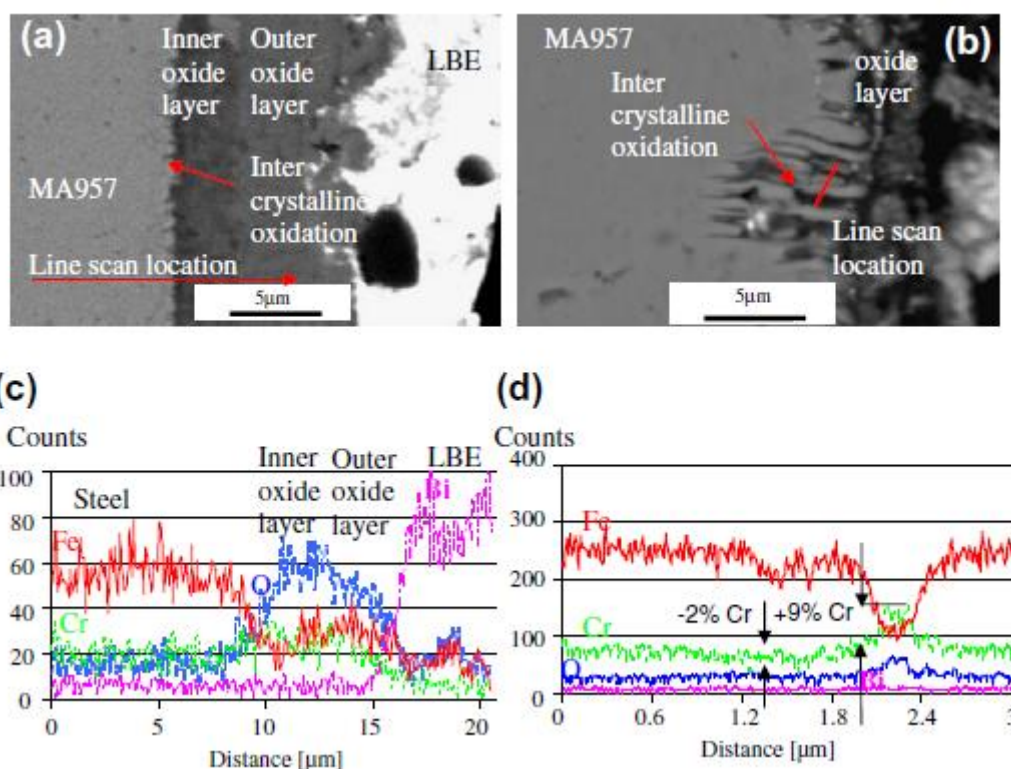 (a)
Inner
oxide
layer
Outer
oxide
layer
LBE
MA957
Inter
crystalline
oxidation
Line scan location
5μm
MA957
(b)
oxide
layer
Inter
crystalline
oxidation
Line scan
location
5μm
(c)
Counts
100
80
60
40
20
0
Steel
Inner
oxide
layer
Outer
oxide
layer
LBE
Bi
Fe
O
Cr
0 5 10 15 20
Distance [μm]
(d)
Counts
400
300
200
100
0
Fe
-2% Cr
+9% Cr
Cr
O
Bi
0 0.6 1.2 1.8 2.4 3
Distance [μm]